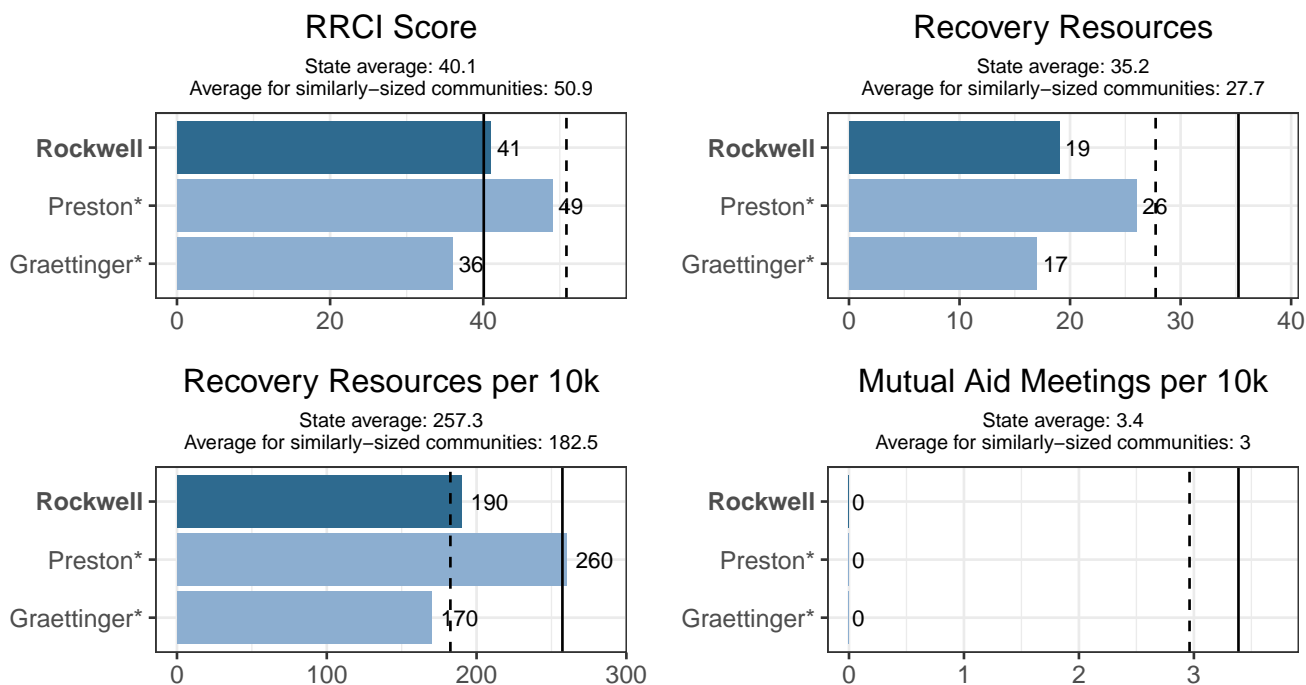 RRCI Score
State average: 40.1
Average for similarly−sized communities: 50.9
Rockwell
41
Preston*
49
Graettinger*
36
0 20 40
Recovery Resources
State average: 35.2
Average for similarly−sized communities: 27.7
Rockwell
19
Preston*
26
Graettinger*
17
0 10 20 30 40
Recovery Resources per 10k
State average: 257.3
Average for similarly−sized communities: 182.5
Rockwell
190
Preston*
260
Graettinger*
170
0 100 200 300
Mutual Aid Meetings per 10k
State average: 3.4
Average for similarly−sized communities: 3
Rockwell
0
Preston*
0
Graettinger*
0
0 1 2 3